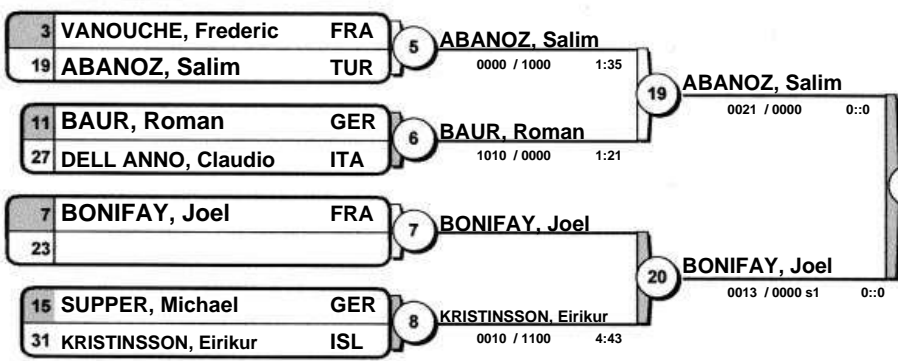 3 VANOUCHE, Frederic FRA
19 ABANOZ, Salim TUR
5
ABANOZ, Salim
0000 / 1000 1:35
11 BAUR, Roman GER
27 DELL ANNO, Claudio ITA
6
BAUR, Roman
1010 / 0000 1:21
19
ABANOZ, Salim
0021 / 0000 0::0
7 BONIFAY, Joel FRA
23
7
BONIFAY, Joel
15 SUPPER, Michael GER
31 KRISTINSSON, Eirikur ISL
8
KRISTINSSON, Eirikur
0010 / 1100 4:43
20
BONIFAY, Joel
0013 / 0000 s1 0::0